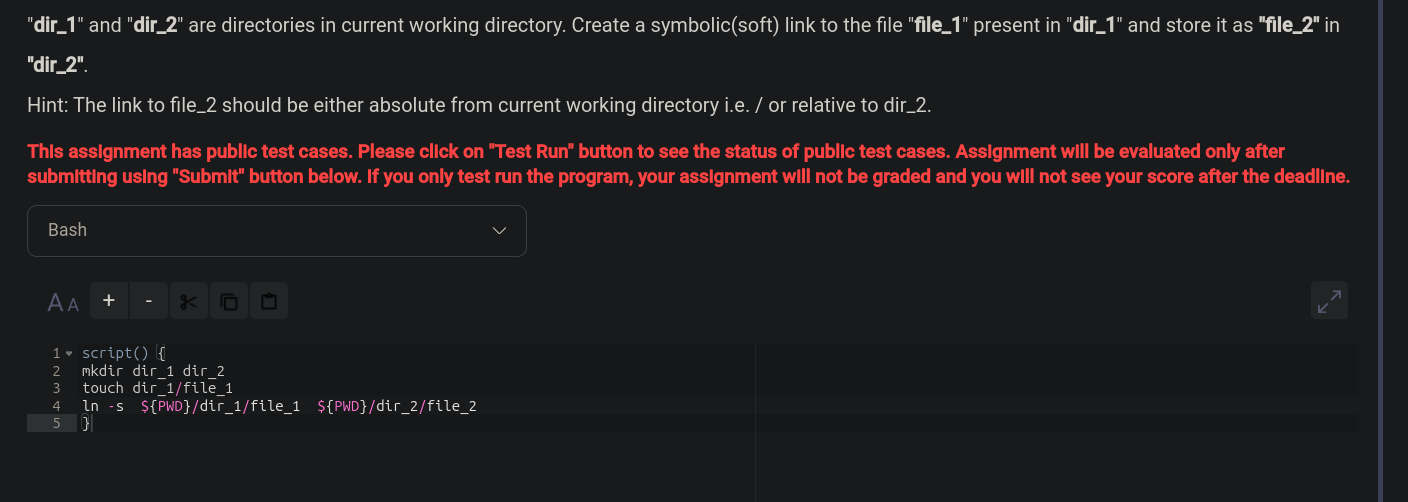 "dir_1" and "dir_2" are directories in current working directory. Create a symbolic(soft) link to the file "file_1" present in "dir_1" and store it as "file_2" in
"dir_2".
Hint: The link to file_2 should be either absolute from current working directory i.e. / or relative to dir_2.
This assignment has public test cases. Please click on "Test Run" button to see the status of public test cases. Assignment will be evaluated only after
submitting using "Submit" button below. If you only test run the program, your assignment will not be graded and you will not see your score after the deadline.
Bash
A A + -
1 script() {
2 mkdir dir_1 dir_2
3 touch dir_1/file_1
4 ln -s  ${PWD}/dir_1/file_1  ${PWD}/dir_2/file_2
5 }